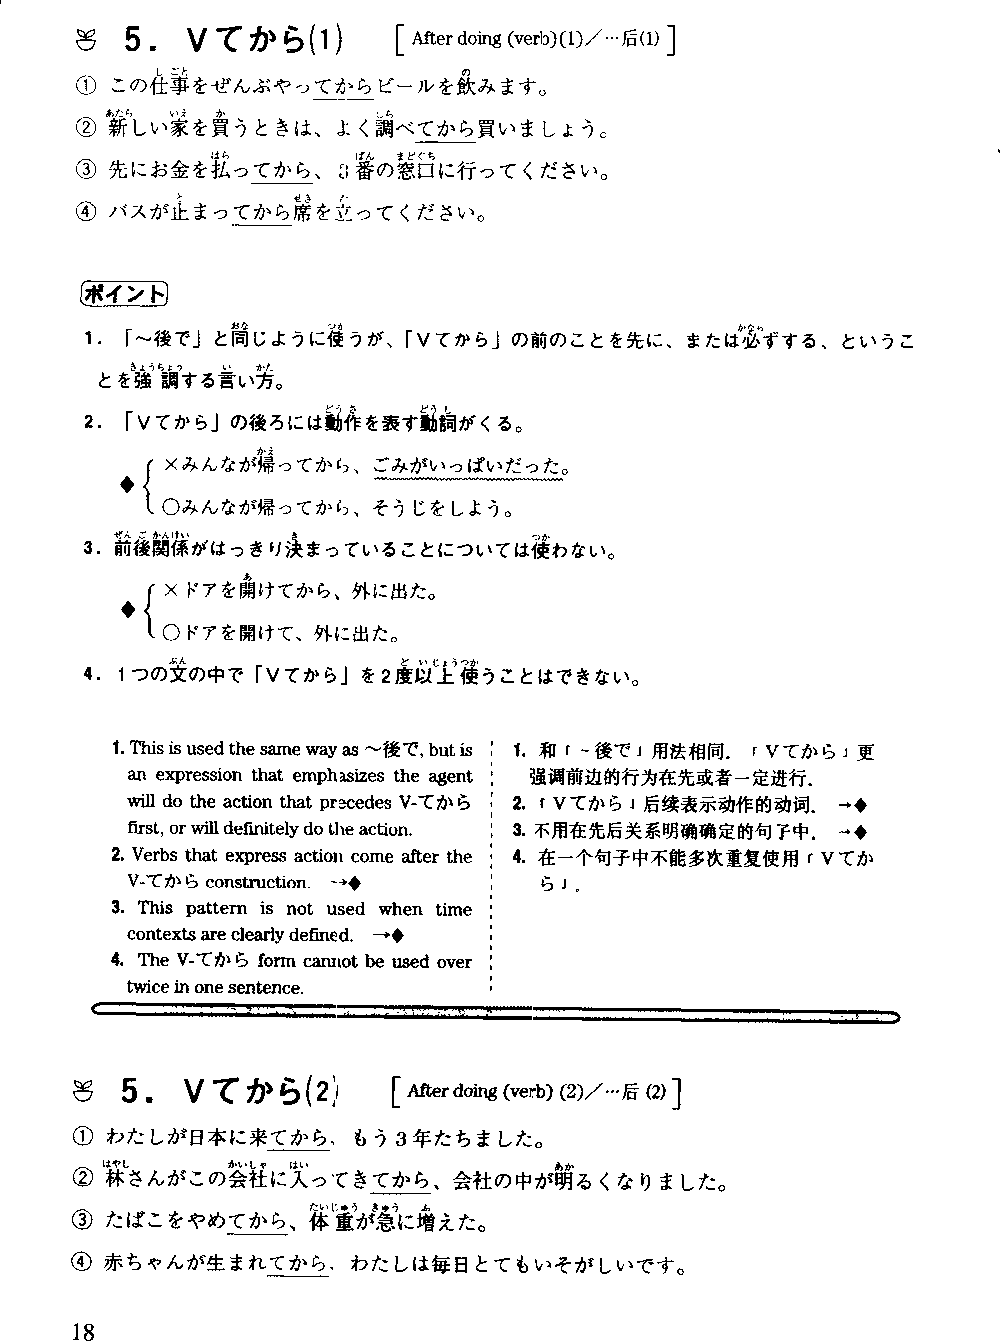 5. Vてから(1) [After doing (verb)(1)／…后(1)]
① この仕事をぜんぶやってからビールを飲みます。
② 新しい家を買うときは、よく調べてから買いましょう。
③ 先にお金を払ってから、3番の窓口に行ってください。
④ バスが止まってから席を立ってください。
ポイント
1. 「～後で」と同じように使うが、「Vてから」の前のことを先に、または必ずする、というこ
とを強調する言い方。
2. 「Vてから」の後ろには動作を表す動詞がくる。
◆ ×みんなが帰ってから、ごみがいっぱいだった。
○みんなが帰ってから、そうじをしよう。
3. 前後関係がはっきり決まっていることについては使わない。
◆ ×ドアを開けてから、外に出た。
○ドアを開けて、外に出た。
4. 1つの文の中で「Vてから」を2度以上使うことはできない。
1. This is used the same way as ～後で, but is
an expression that emphasizes the agent
will do the action that precedes V-てから
first, or will definitely do the action.
2. Verbs that express action come after the
V-てから construction. →◆
3. This pattern is not used when time
contexts are clearly defined. →◆
4. The V-てから form cannot be used over
twice in one sentence.
1. 和「～後で」用法相同.「Vてから」更
强调前边的行为在先或者一定进行.
2.「Vてから」后续表示动作的动词. →◆
3. 不用在先后关系明确确定的句子中. →◆
4. 在一个句子中不能多次重复使用「Vてか
ら」.
5. Vてから(2) [After doing (verb) (2)／…后 (2)]
① わたしが日本に来てから、もう3年たちました。
② 林さんがこの会社に入ってきてから、会社の中が明るくなりました。
③ たばこをやめてから、体重が急に増えた。
④ 赤ちゃんが生まれてから、わたしは毎日とてもいそがしいです。
18